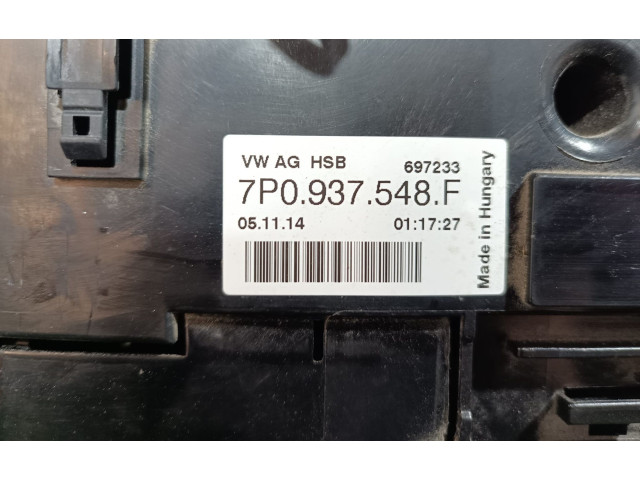 VW AG HSB 697233
7P0.937.548.F
05.11.14 01:17:27
Made in Hungary